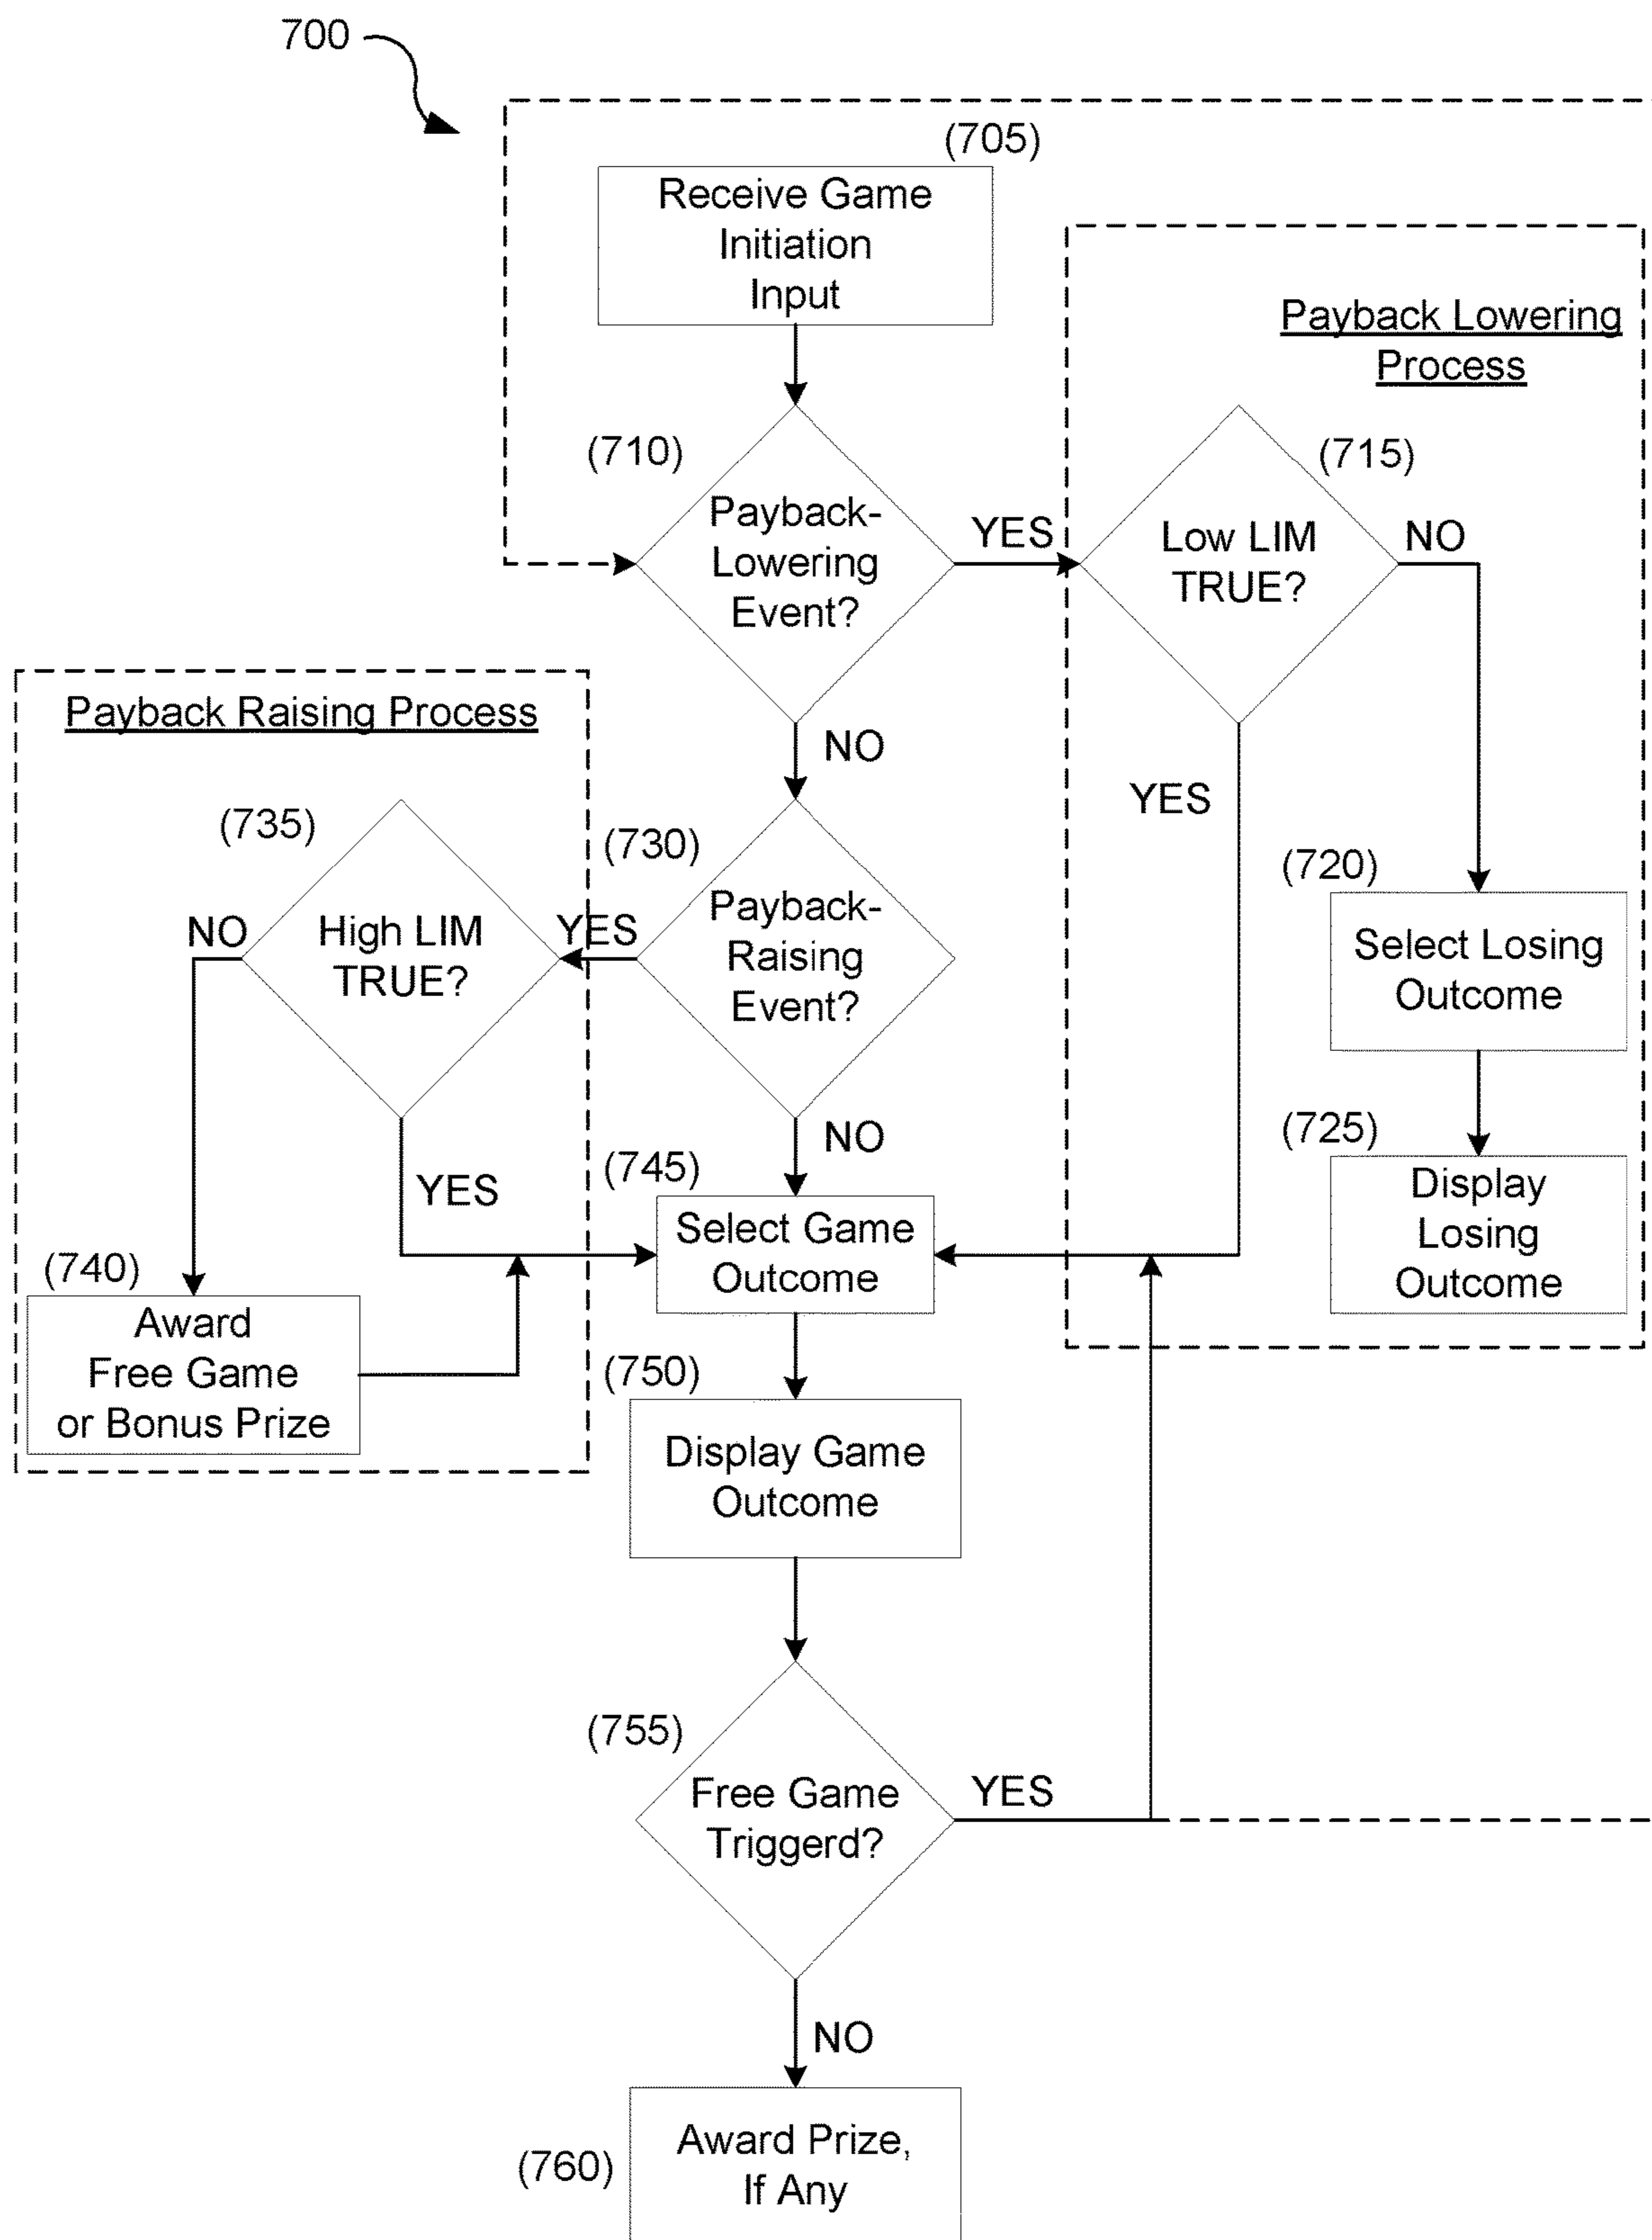 700
(705)
Receive Game
Initiation
Input
Payback Lowering
Process
(710)
Payback-
Lowering
Event?
YES
(715)
Low LIM
TRUE?
NO
YES
NO
Payback Raising Process
(735)
High LIM
TRUE?
NO
YES
(730)
Payback-
Raising
Event?
YES
NO
(720)
Select Losing
Outcome
(725)
Display
Losing
Outcome
(740)
Award
Free Game
or Bonus Prize
(745)
Select Game
Outcome
(750)
Display Game
Outcome
(755)
Free Game
Triggerd?
YES
NO
(760)
Award Prize,
If Any